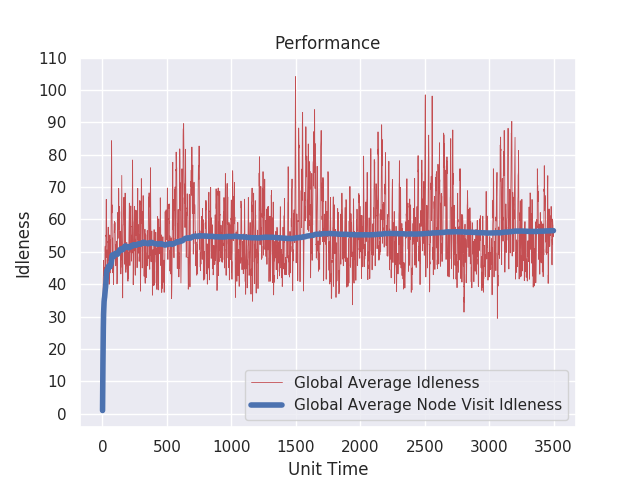 Performance
110
100
90
80
70
60
50
40
30
20
10
0
Idleness
Global Average Idleness
Global Average Node Visit Idleness
0 500 1000 1500 2000 2500 3000 3500
Unit Time